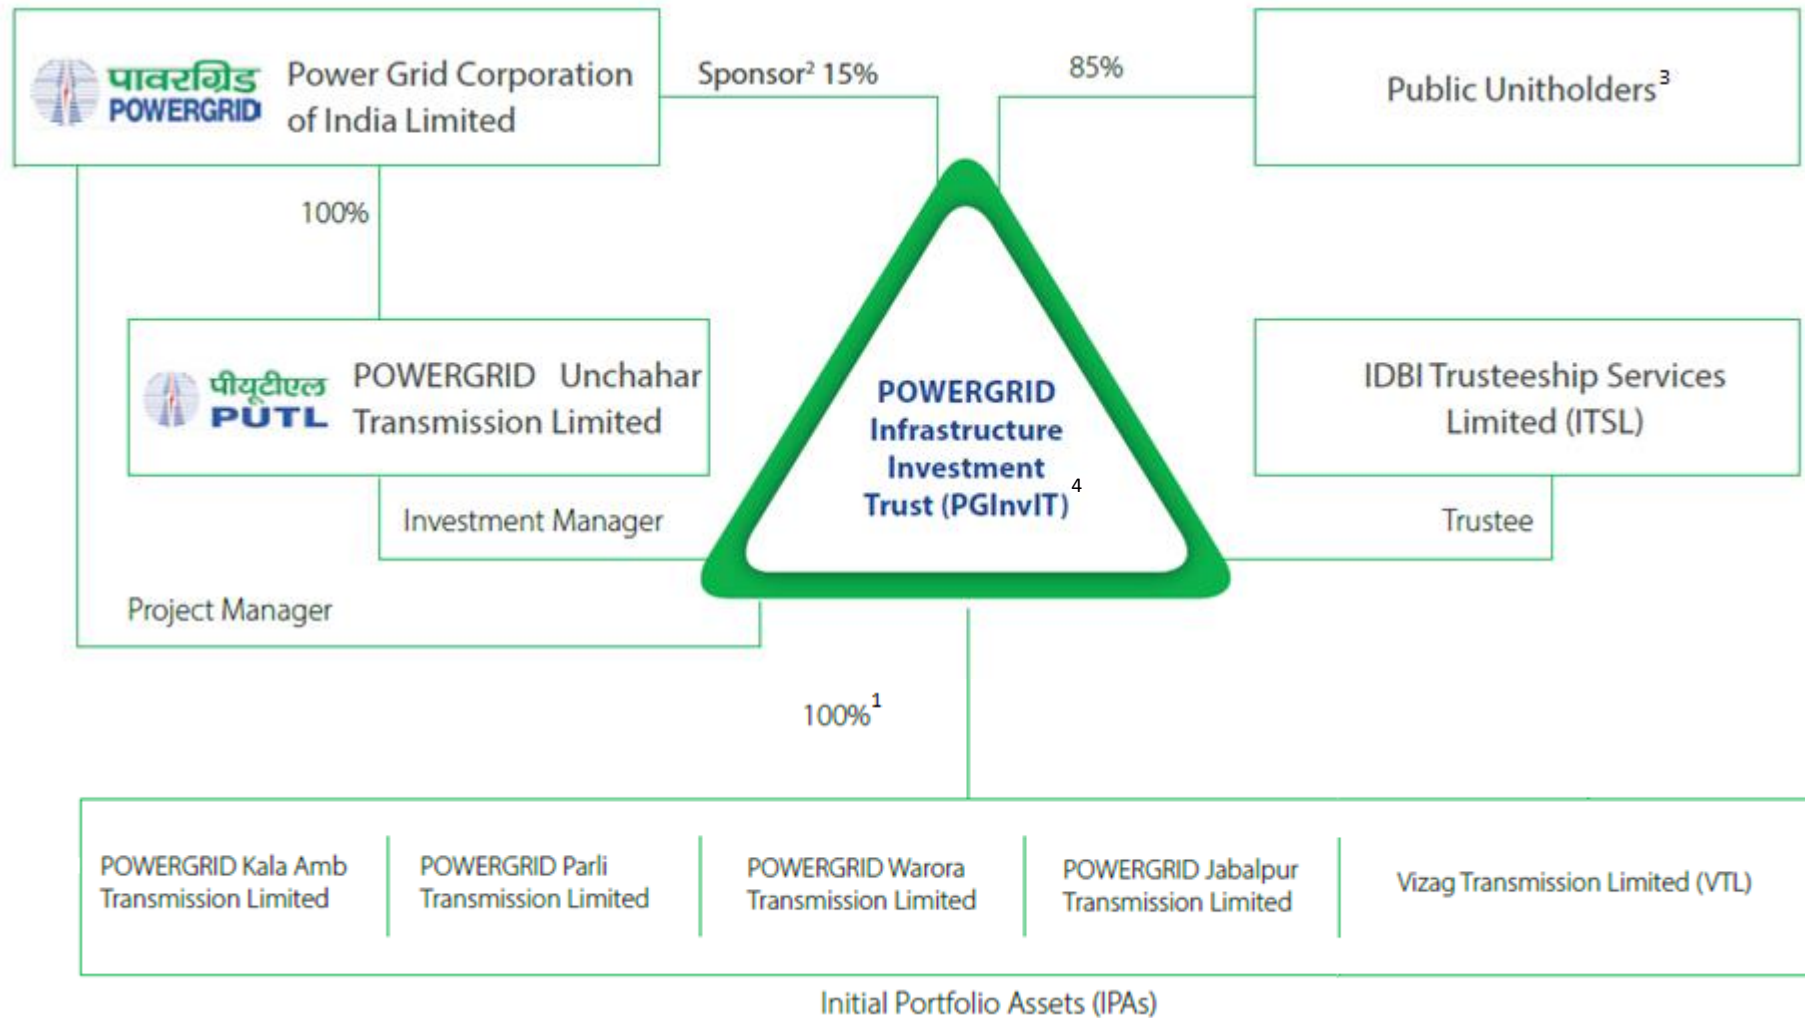 पावरग्रिड
POWERGRID
Power Grid Corporation
of India Limited
Sponsor² 15%
85%
Public Unitholders³
100%
पीयूटीएल
PUTL
POWERGRID Unchahar
Transmission Limited
POWERGRID
Infrastructure
Investment
Trust (PGInvIT)⁴
IDBI Trusteeship Services
Limited (ITSL)
Investment Manager
Trustee
Project Manager
100%¹
POWERGRID Kala Amb
Transmission Limited
POWERGRID Parli
Transmission Limited
POWERGRID Warora
Transmission Limited
POWERGRID Jabalpur
Transmission Limited
Vizag Transmission Limited (VTL)
Initial Portfolio Assets (IPAs)